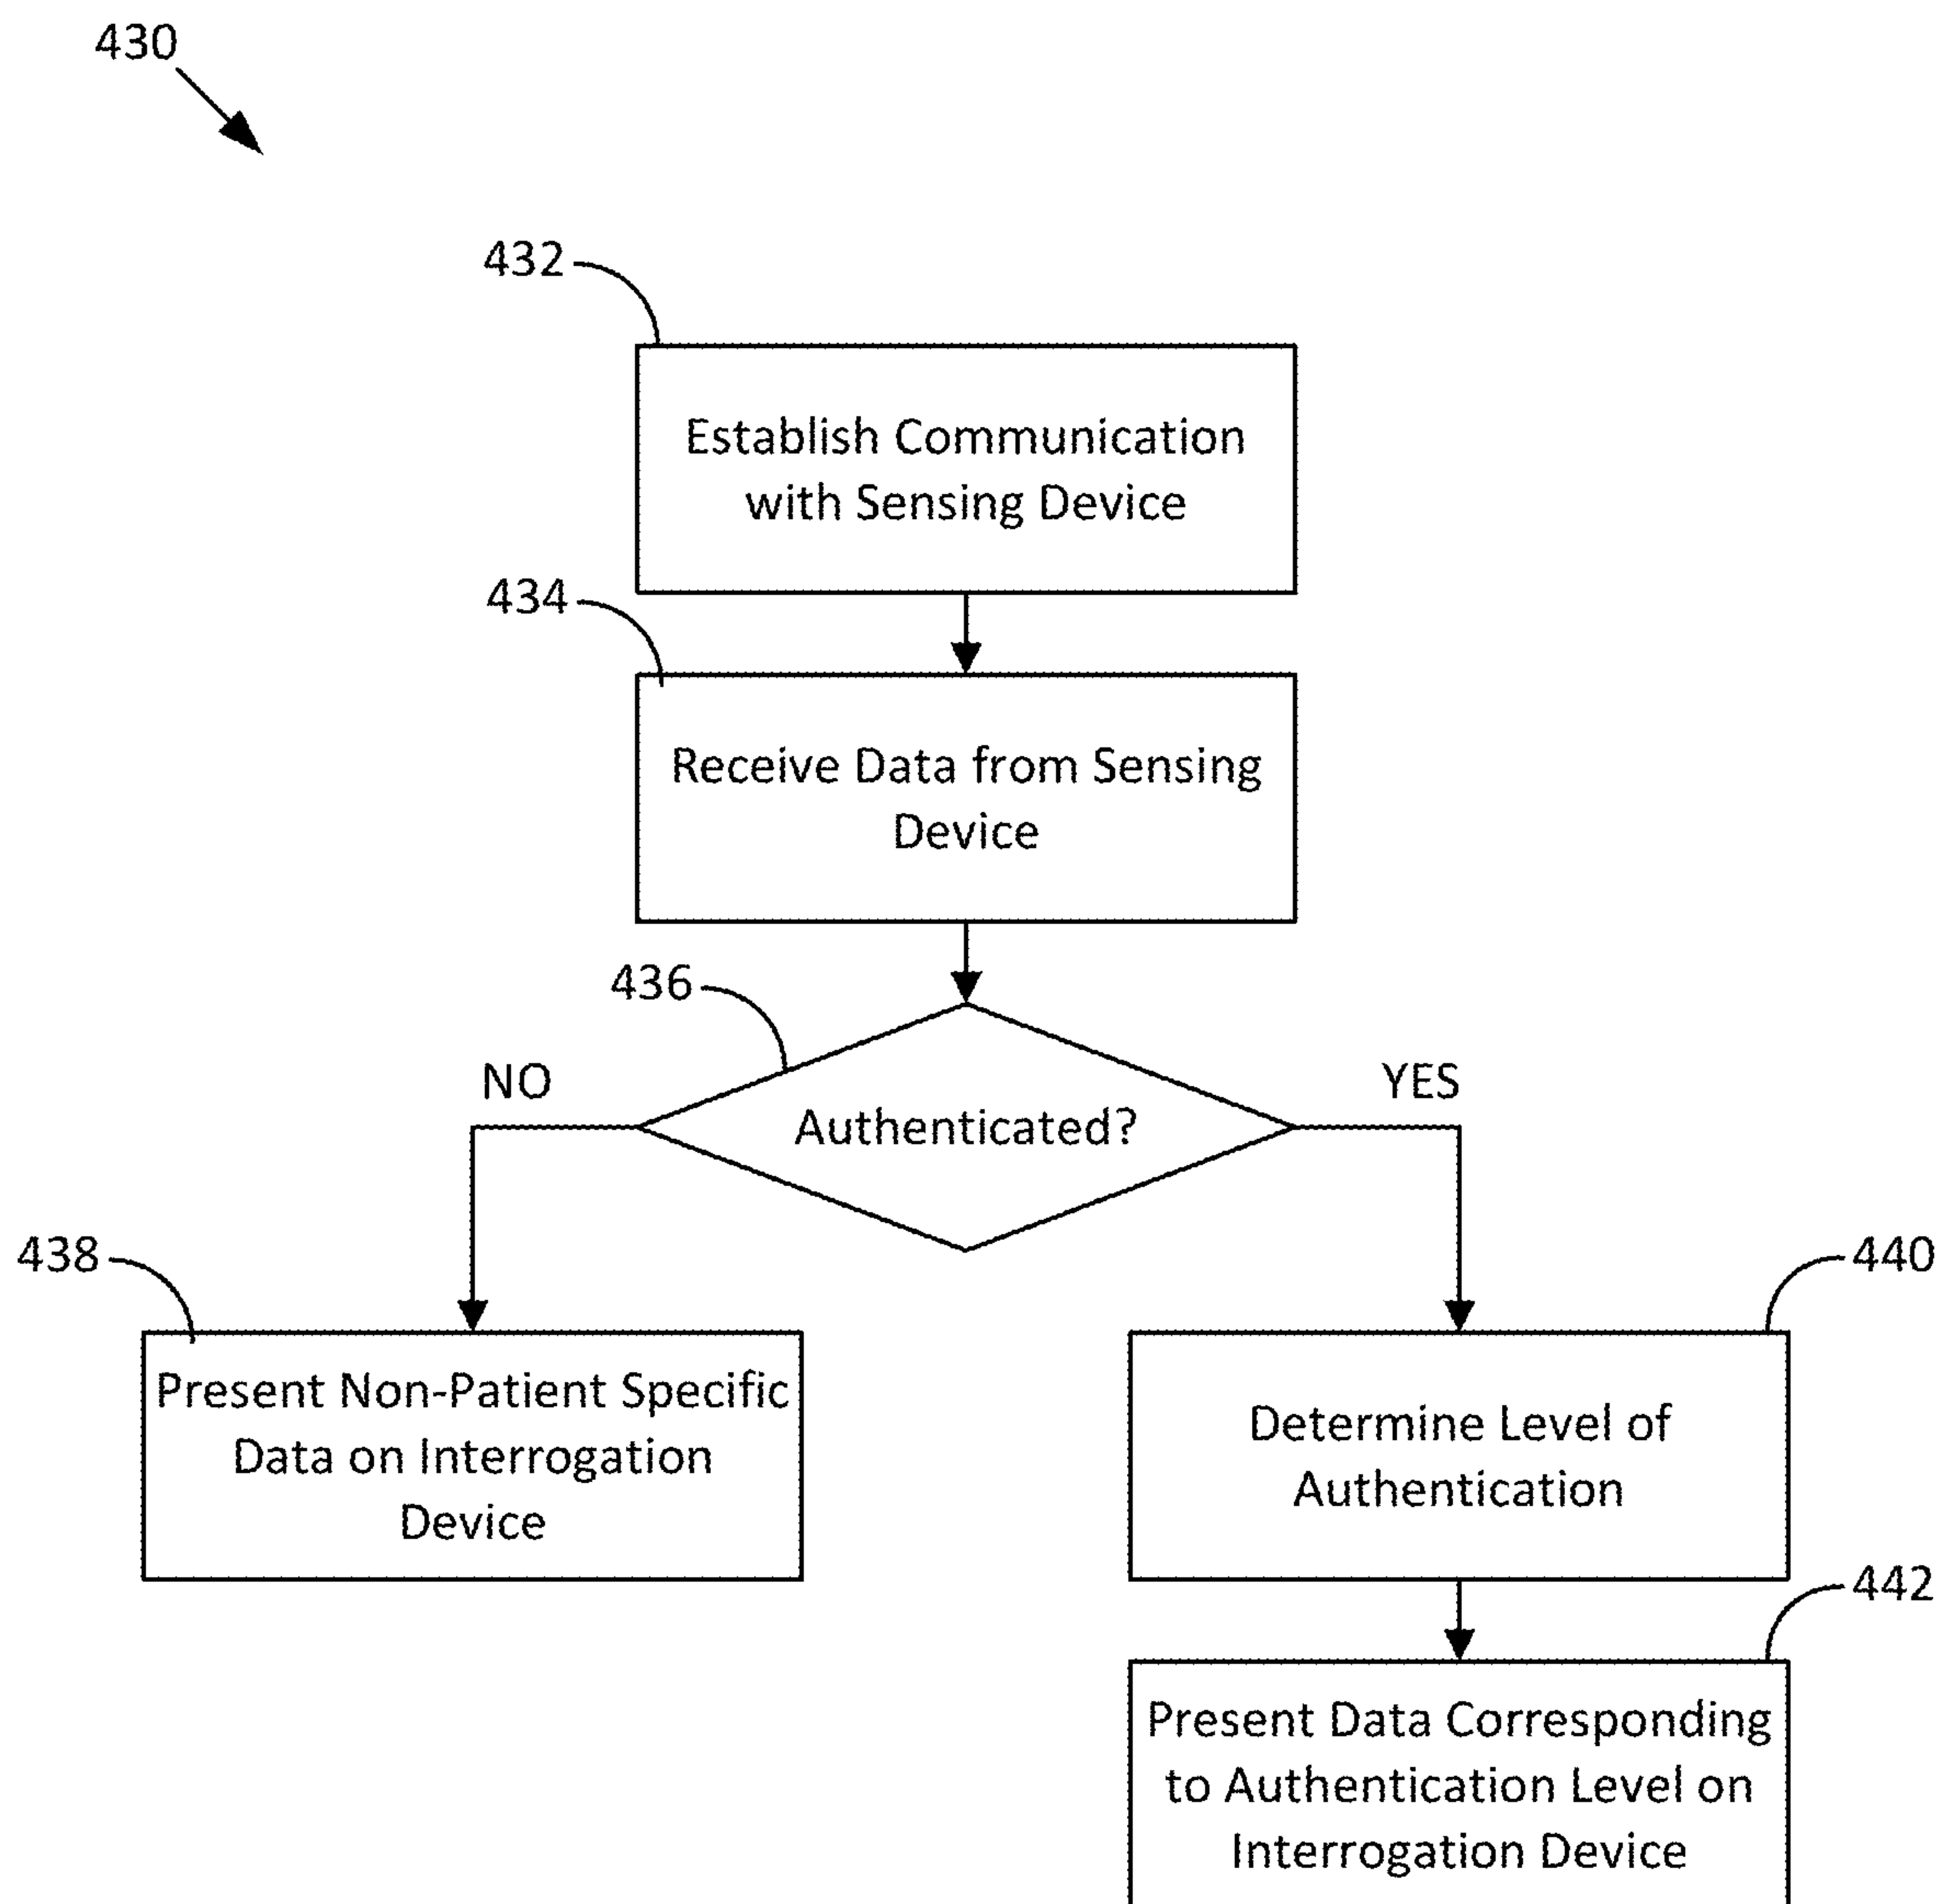 430
432
Establish Communication
with Sensing Device
434
Receive Data from Sensing
Device
436
NO
YES
Authenticated?
438
440
Present Non-Patient Specific
Data on Interrogation
Device
Determine Level of
Authentication
442
Present Data Corresponding
to Authentication Level on
Interrogation Device